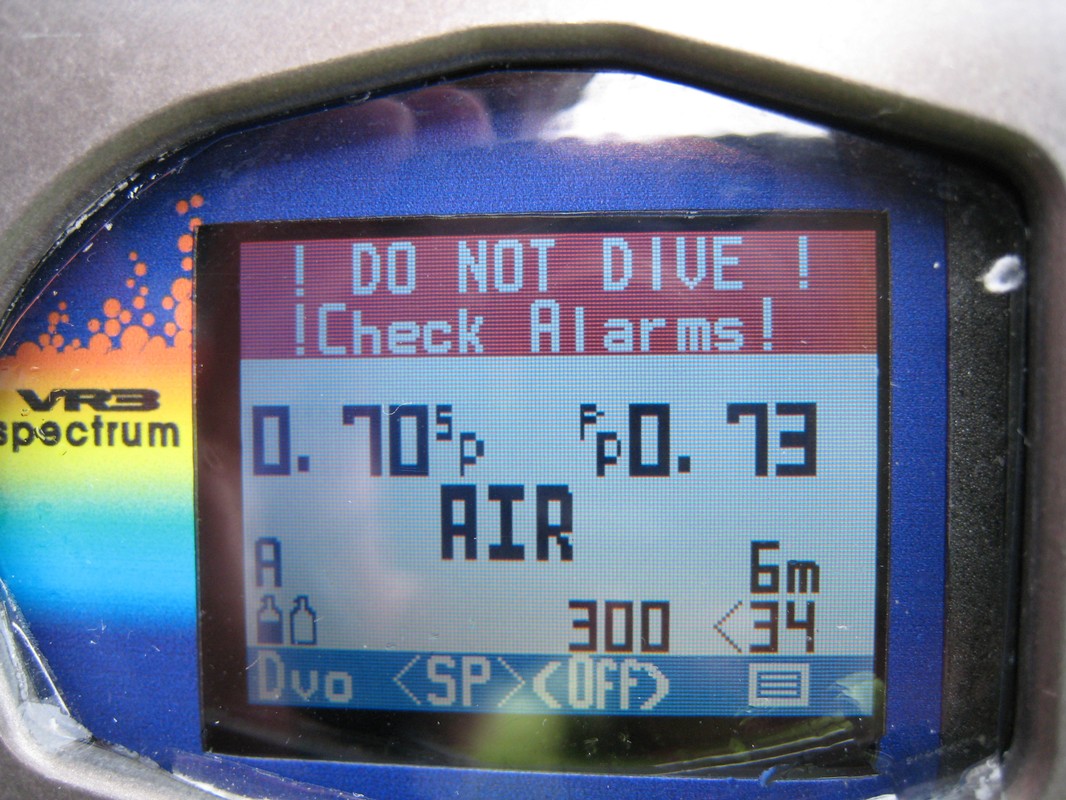 ! DO NOT DIVE !
!Check Alarms!
VR3
spectrum
0.70 Sp PP 0.73
AIR
A 6m
300 <34
Dvo <SP> (Off)